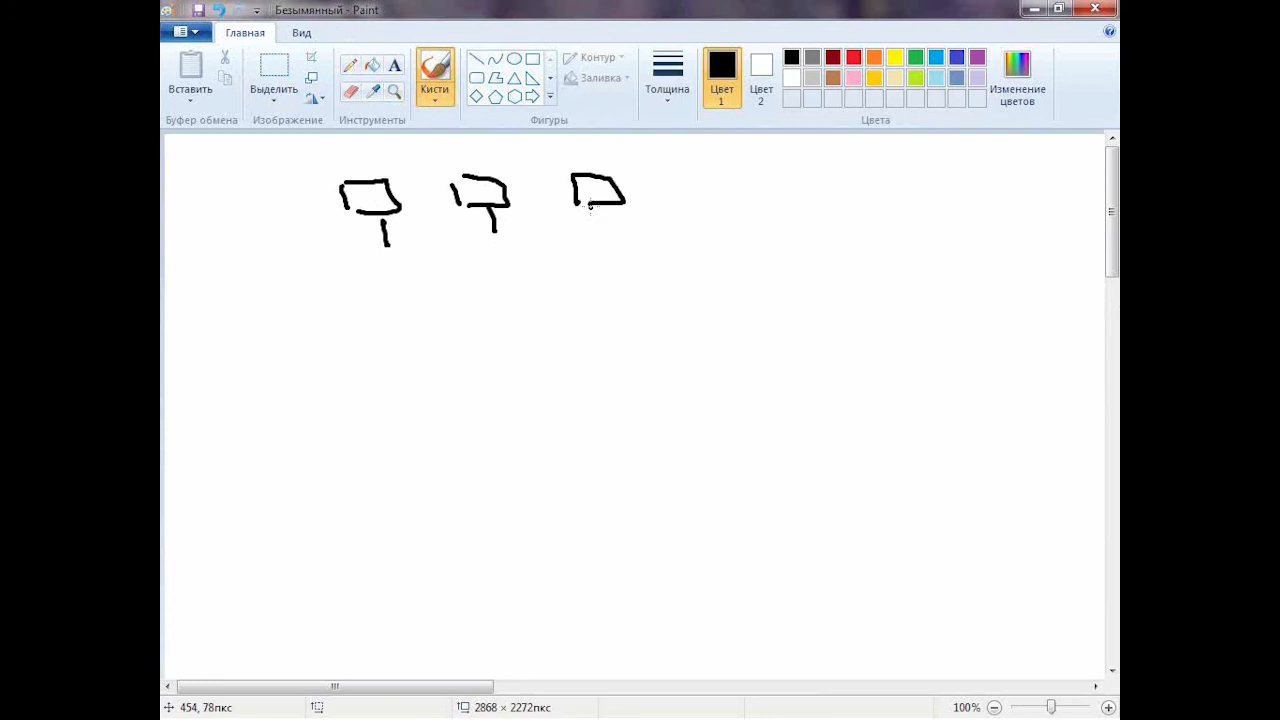 Безымянный - Paint
Главная
Вид
Вставить
Выделить
Кисти
Контур
Заливка
Толщина
Цвет
1
Цвет
2
Изменение
цветов
Буфер обмена
Изображение
Инструменты
Фигуры
Цвета
454, 78пкс
2868 × 2272пкс
100%